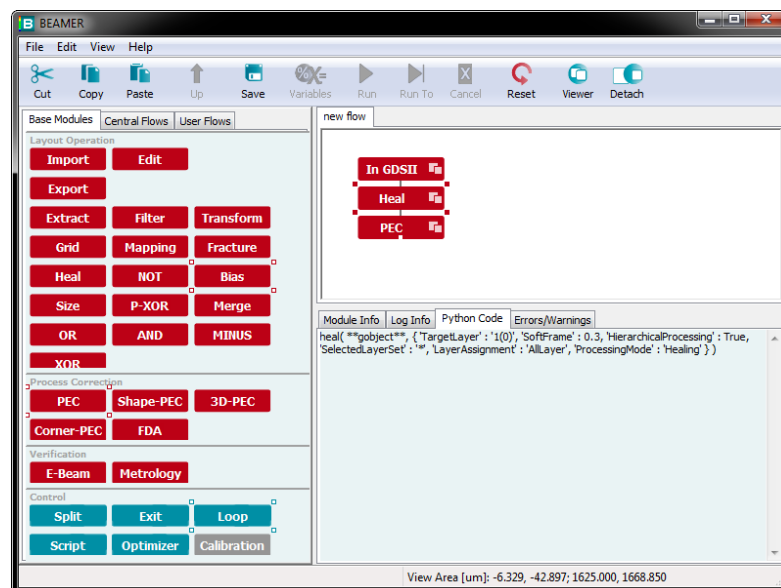 BEAMER
File Edit View Help
Cut Copy Paste Up Save Variables Run Run To Cancel Reset Viewer Detach
Base Modules Central Flows User Flows
Layout Operation
Import Edit
Export
Extract Filter Transform
Grid Mapping Fracture
Heal NOT Bias
Size P-XOR Merge
OR AND MINUS
XOR
Process Correction
PEC Shape-PEC 3D-PEC
Corner-PEC FDA
Verification
E-Beam Metrology
Control
Split Exit Loop
Script Optimizer Calibration
new flow
In GDSII
Heal
PEC
Module Info Log Info Python Code Errors/Warnings
heal( **gobject**, { 'TargetLayer' : '1(0)', 'SoftFrame' : 0.3, 'HierarchicalProcessing' : True,
'SelectedLayerSet' : '*', 'LayerAssignment' : 'AllLayer', 'ProcessingMode' : 'Healing' } )
View Area [um]: -6.329, -42.897; 1625.000, 1668.850